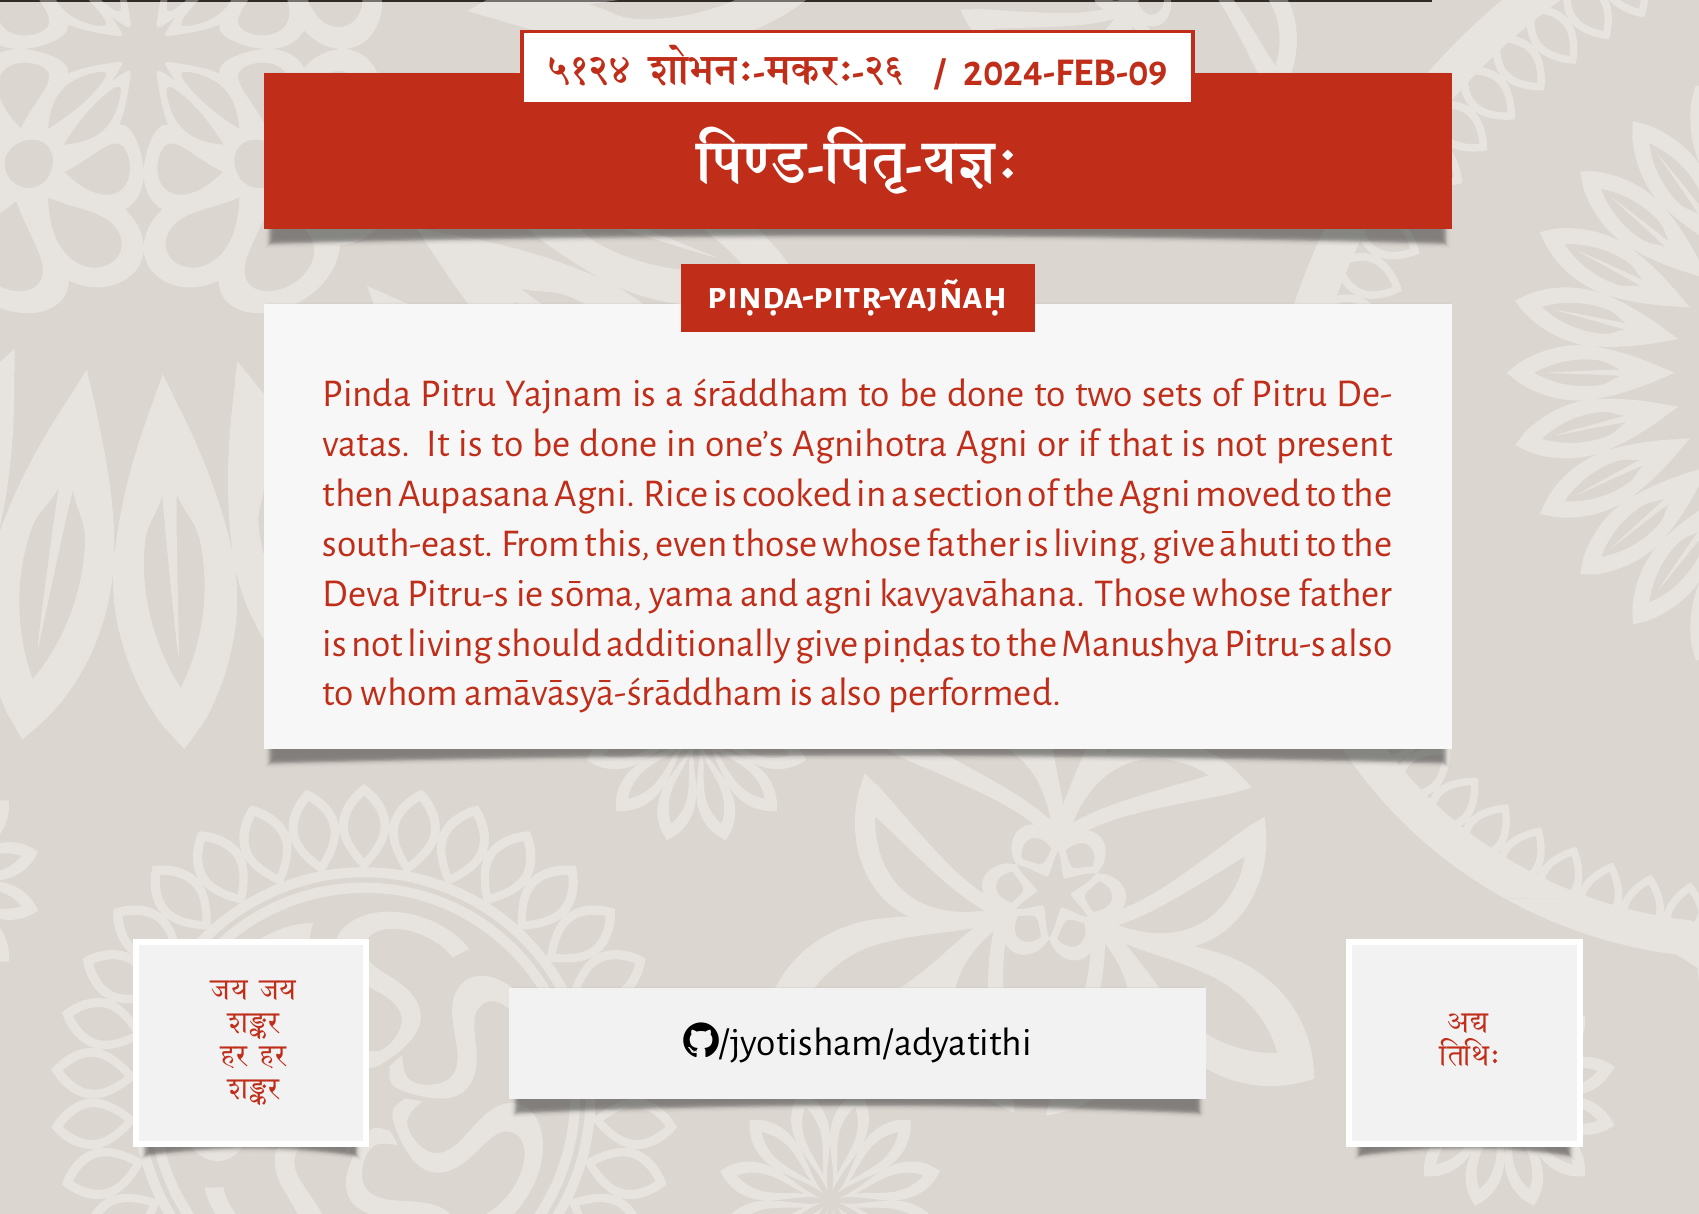 ५१२४ शोभनः-मकरः-२६ / 2024-FEB-09
पिण्ड-पितृ-यज्ञः
PIṆḌA-PITṚ-YAJÑAḤ
Pinda Pitru Yajnam is a śrāddham to be done to two sets of Pitru De-
vatas. It is to be done in one’s Agnihotra Agni or if that is not present
then Aupasana Agni. Rice is cooked in a section of the Agni moved to the
south-east. From this, even those whose father is living, give āhuti to the
Deva Pitru-s ie sōma, yama and agni kavyavāhana. Those whose father
is not living should additionally give piṇḍas to the Manushya Pitru-s also
to whom amāvāsyā-śrāddham is also performed.
जय जय
शङ्कर
हर हर
शङ्कर
/jyotisham/adyatithi
अद्य
तिथिः